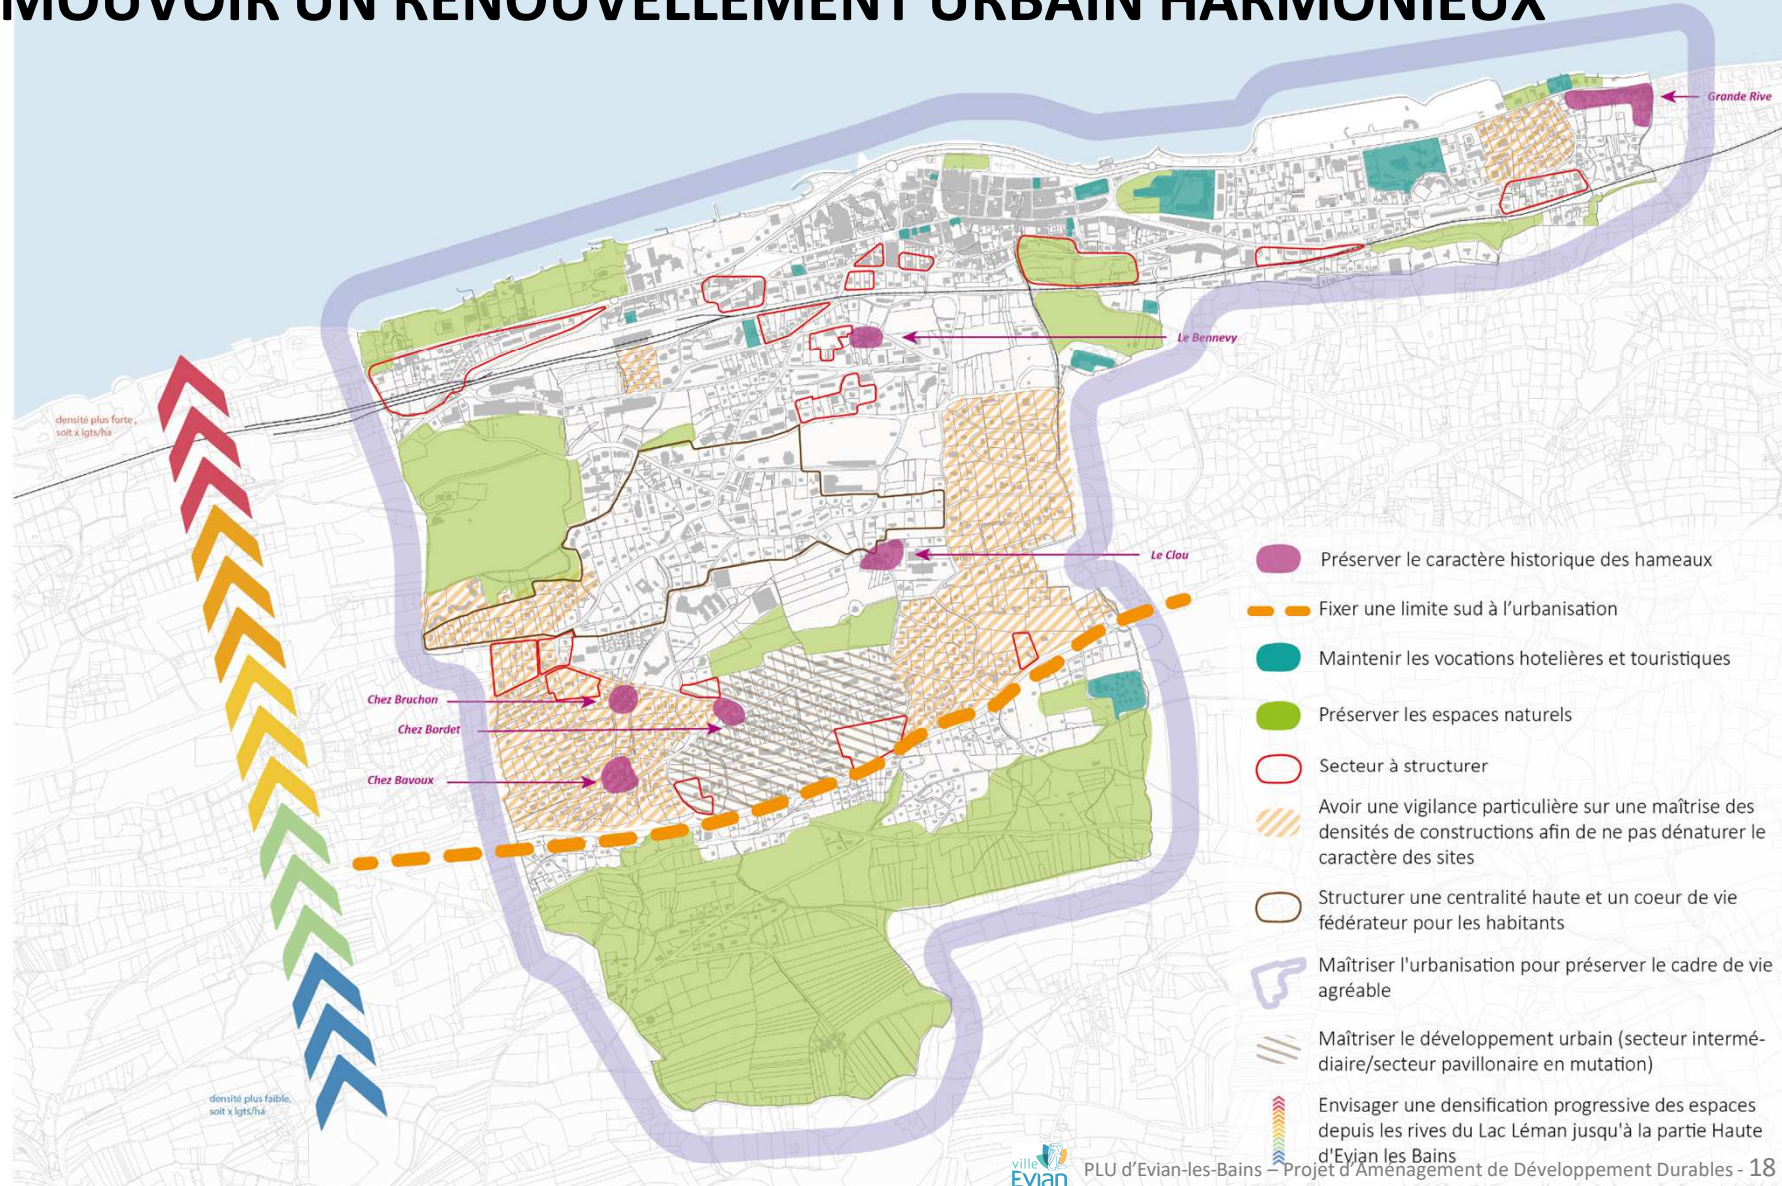 MOUVOIR UN RENOUVELLEMENT URBAIN HARMONIEUX
Grande Rive
Le Bennevy
densité plus forte,
soit x lgts/ha
Le Clou
Chez Bruchon
Chez Bordet
Chez Bavoux
densité plus faible,
soit x lgts/ha
Préserver le caractère historique des hameaux
Fixer une limite sud à l'urbanisation
Maintenir les vocations hotelières et touristiques
Préserver les espaces naturels
Secteur à structurer
Avoir une vigilance particulière sur une maîtrise des
densités de constructions afin de ne pas dénaturer le
caractère des sites
Structurer une centralité haute et un coeur de vie
fédérateur pour les habitants
Maîtriser l'urbanisation pour préserver le cadre de vie
agréable
Maîtriser le développement urbain (secteur intermé-
diaire/secteur pavillonaire en mutation)
Envisager une densification progressive des espaces
depuis les rives du Lac Léman jusqu'à la partie Haute
d'Evian les Bains
ville
Evian
PLU d'Evian-les-Bains – Projet d'Aménagement de Développement Durables - 18